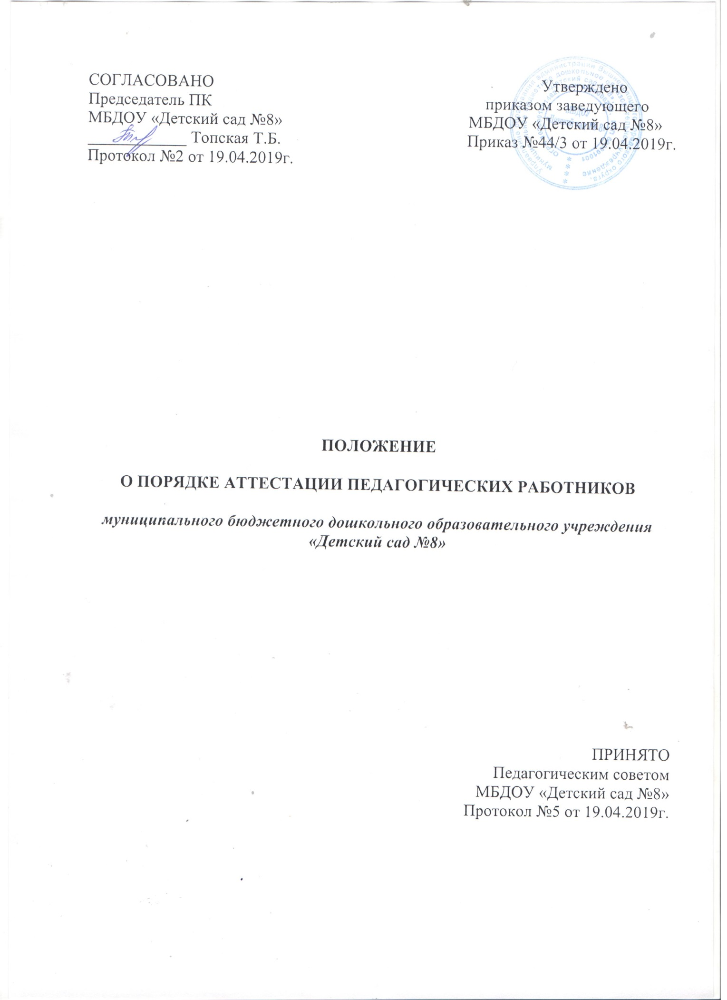 СОГЛАСОВАНО
Председатель ПК
МБДОУ «Детский сад №8»
____________ Топская Т.Б.
Протокол №2 от 19.04.2019г.
Утверждено
приказом заведующего
МБДОУ «Детский сад №8»
Приказ №44/3 от 19.04.2019г.
ПОЛОЖЕНИЕ
О ПОРЯДКЕ АТТЕСТАЦИИ ПЕДАГОГИЧЕСКИХ РАБОТНИКОВ
муниципального бюджетного дошкольного образовательного учреждения
«Детский сад №8»
ПРИНЯТО
Педагогическим советом
МБДОУ «Детский сад №8»
Протокол №5 от 19.04.2019г.